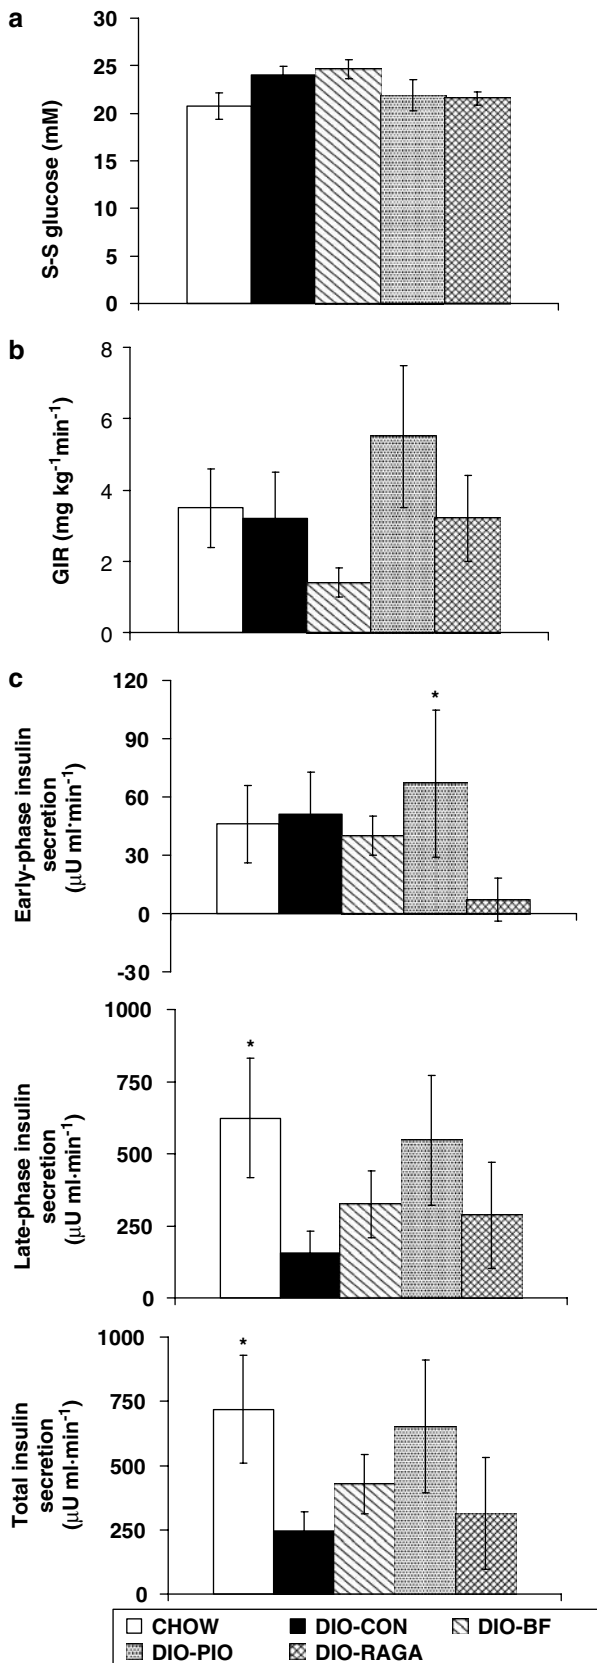 a
S-S glucose (mM)
30
25
20
15
10
5
0
b
GIR (mg kg⁻¹min⁻¹)
8
6
4
2
0
c
Early-phase insulin
secretion
(μU ml·min⁻¹)
120
90
60
30
0
-30
*
Late-phase insulin
secretion
(μU ml·min⁻¹)
1000
750
500
250
0
*
Total insulin
secretion
(μU ml·min⁻¹)
1000
750
500
250
0
*
CHOW DIO-CON DIO-BF
DIO-PIO DIO-RAGA